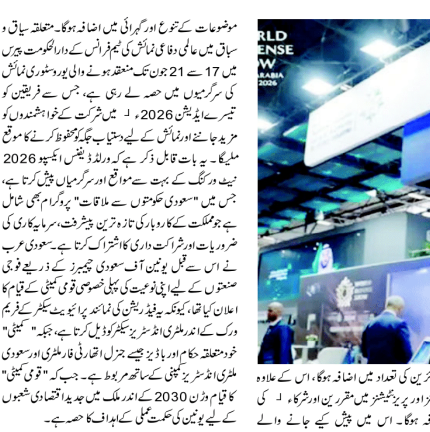 موضوعات کے تنوع اور گہرائی میں اضافہ ہوگا۔ متعلقہ سیاق و
سباق میں عالمی دفاعی نمائش کی ٹیم فرانس کے دارالحکومت پیرس
میں 17 سے 21 جون تک منعقد ہونے والی یوروسٹوری نمائش
کی سرگرمیوں میں حصہ لے رہی ہے، جس سے فریقین کو
تیسرے ایڈیشن 2026ء میں شرکت کے خواہشمندوں کو
مزید جاننے اور نمائش کے لیے دستیاب جگہ کو محفوظ کرنے کا موقع
ملیگا۔ یہ بات قابل ذکر ہے کہ ورلڈ ڈیفنس ایکسپو 2026
نیٹ ورکنگ کے بہت سے مواقع اور سرگرمیاں پیش کرتا ہے،
جس میں "سعودی حکومتوں سے ملاقات" پروگرام بھی شامل
ہے جو مملکت کے کاروبار کی تازہ ترین پیشرفت، سرمایہ کاری کی
ضروریات اور شراکت داری کا اشتراک کرتا ہے۔ سعودی عرب
نے اس سے قبل یونین آف سعودی چیمبرز کے ذریعے فوجی
صنعتوں کے لیے اپنی نوعیت کی پہلی خصوصی قومی کمیٹی کے قیام کا
اعلان کیا تھا، کیونکہ یہ فیڈریشن کی نمائند پرائیویٹ سیکٹر کے فریم
ورک کے اندر ملٹری انڈسٹریز سیکٹر کو ڈیل کرتا ہے، جبکہ " کمیٹی"
خود متعلقہ حکام اور باڈیز جیسے جنرل اتھارٹی فار ملٹری اور سعودی
ملٹری انڈسٹریز کمپنی کے ساتھ مربوط ہے۔ جب کہ " قومی کمیٹی"
کا قیام وژن 2030 کے اندر ملک میں جدید اقتصادی شعبوں
کے لیے یونین کی حکمت عملی کے اہداف کا حصہ ہے۔
RLD
ENSE
OW
ARABIA
2026
ئرین کی تعداد میں اضافہ ہوگا، اس کے علاوہ
ز اور پریزنٹیشنز میں مقررین اور شرکاء کی
فہ ہوگا۔ اس میں پیش کیے جانے والے